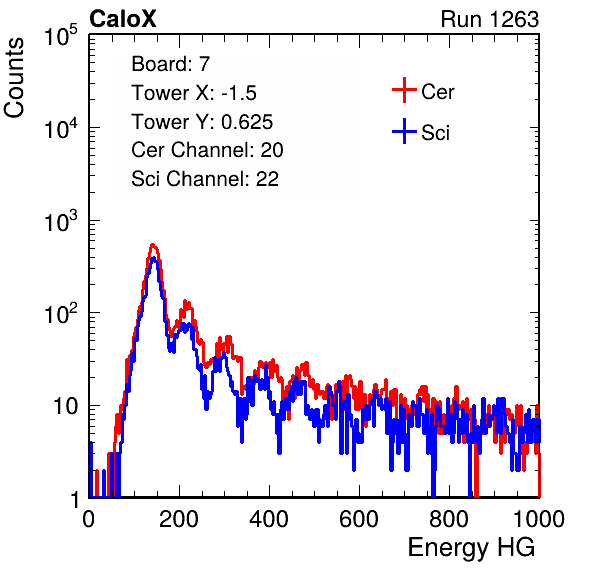 CaloX Run 1263
Counts
10^5
10^4
10^3
10^2
10
1
Board: 7
Tower X: -1.5
Tower Y: 0.625
Cer Channel: 20
Sci Channel: 22
Cer
Sci
0 200 400 600 800 1000
Energy HG